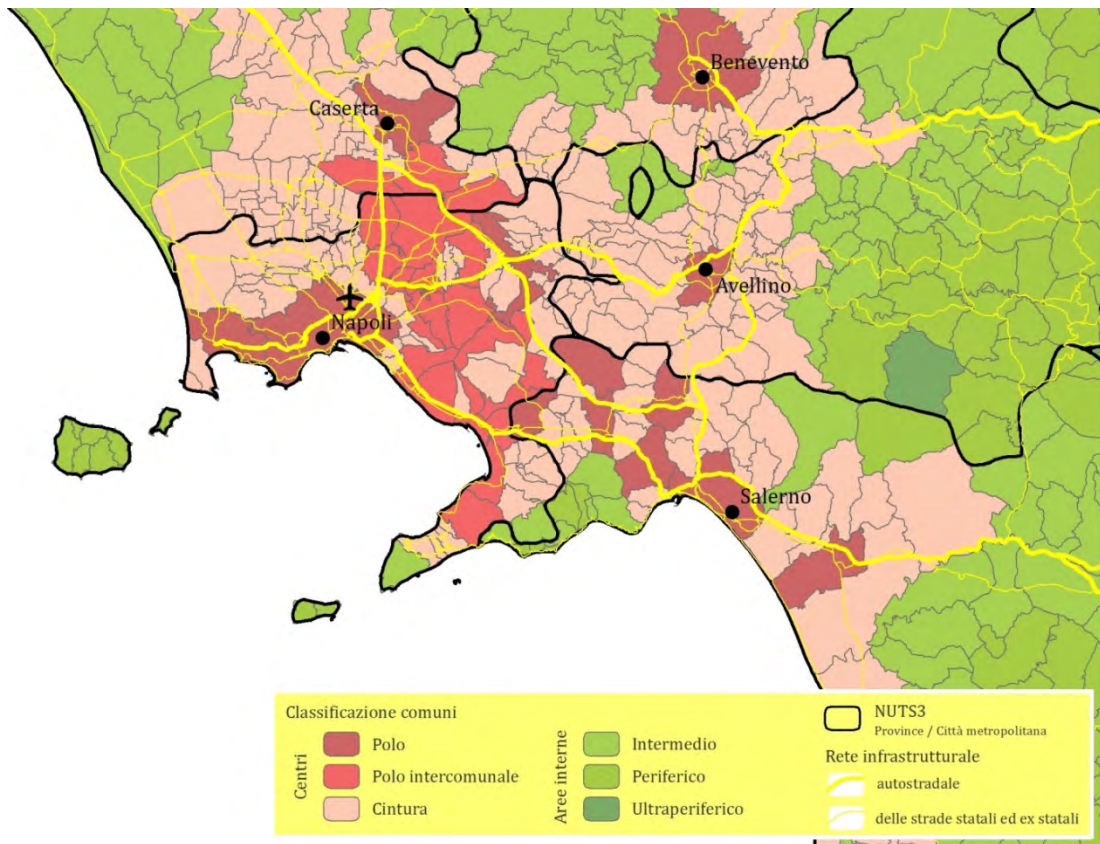 Benevento
Caserta
Avellino
Napoli
Salerno
Classificazione comuni
Centri
Polo
Polo intercomunale
Cintura
Aree interne
Intermedio
Periferico
Ultraperiferico
NUTS3
Province / Città metropolitana
Rete infrastrutturale
autostradale
delle strade statali ed ex statali